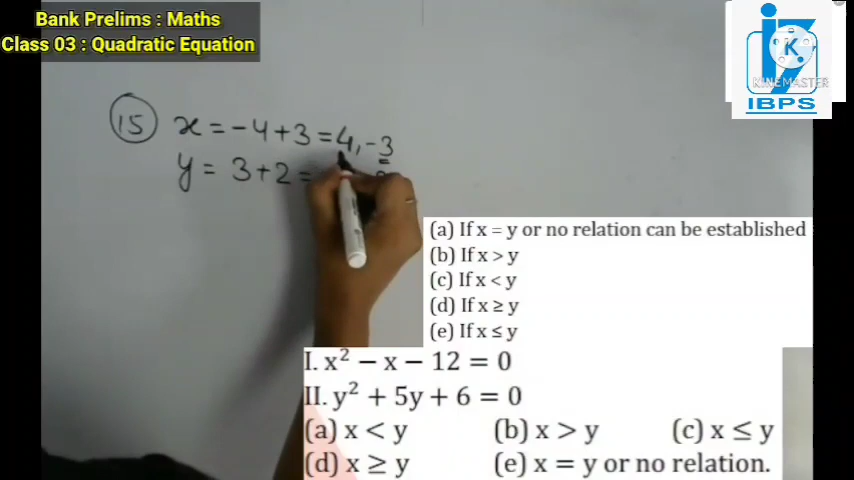 Bank Prelims : Maths
Class 03 : Quadratic Equation
KINEMASTER
IBPS
15 x = -4+3 = 4, -3
y = 3+2 =
(a) If x = y or no relation can be established
(b) If x > y
(c) If x < y
(d) If x ≥ y
(e) If x ≤ y
I. x² − x − 12 = 0
II. y² + 5y + 6 = 0
(a) x < y (b) x > y (c) x ≤ y
(d) x ≥ y (e) x = y or no relation.